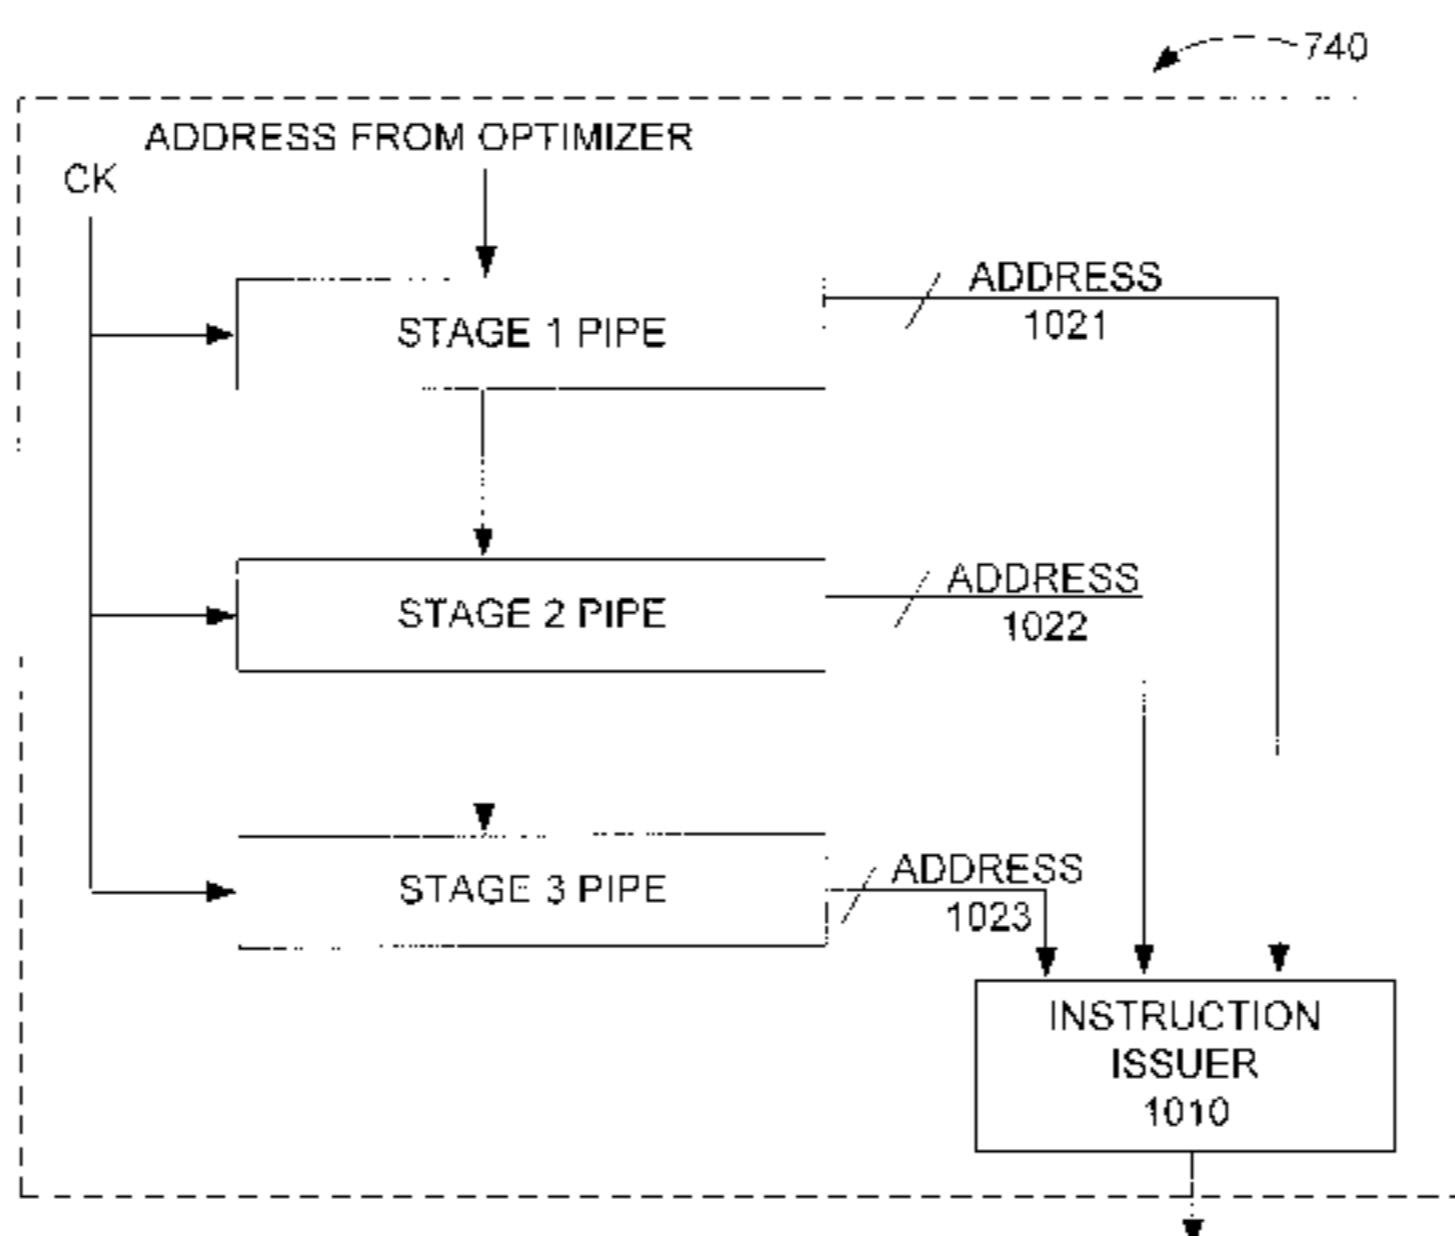 740
ADDRESS FROM OPTIMIZER
CK
ADDRESS
1021
STAGE 1 PIPE
ADDRESS
1022
STAGE 2 PIPE
ADDRESS
1023
STAGE 3 PIPE
INSTRUCTION
ISSUER
1010